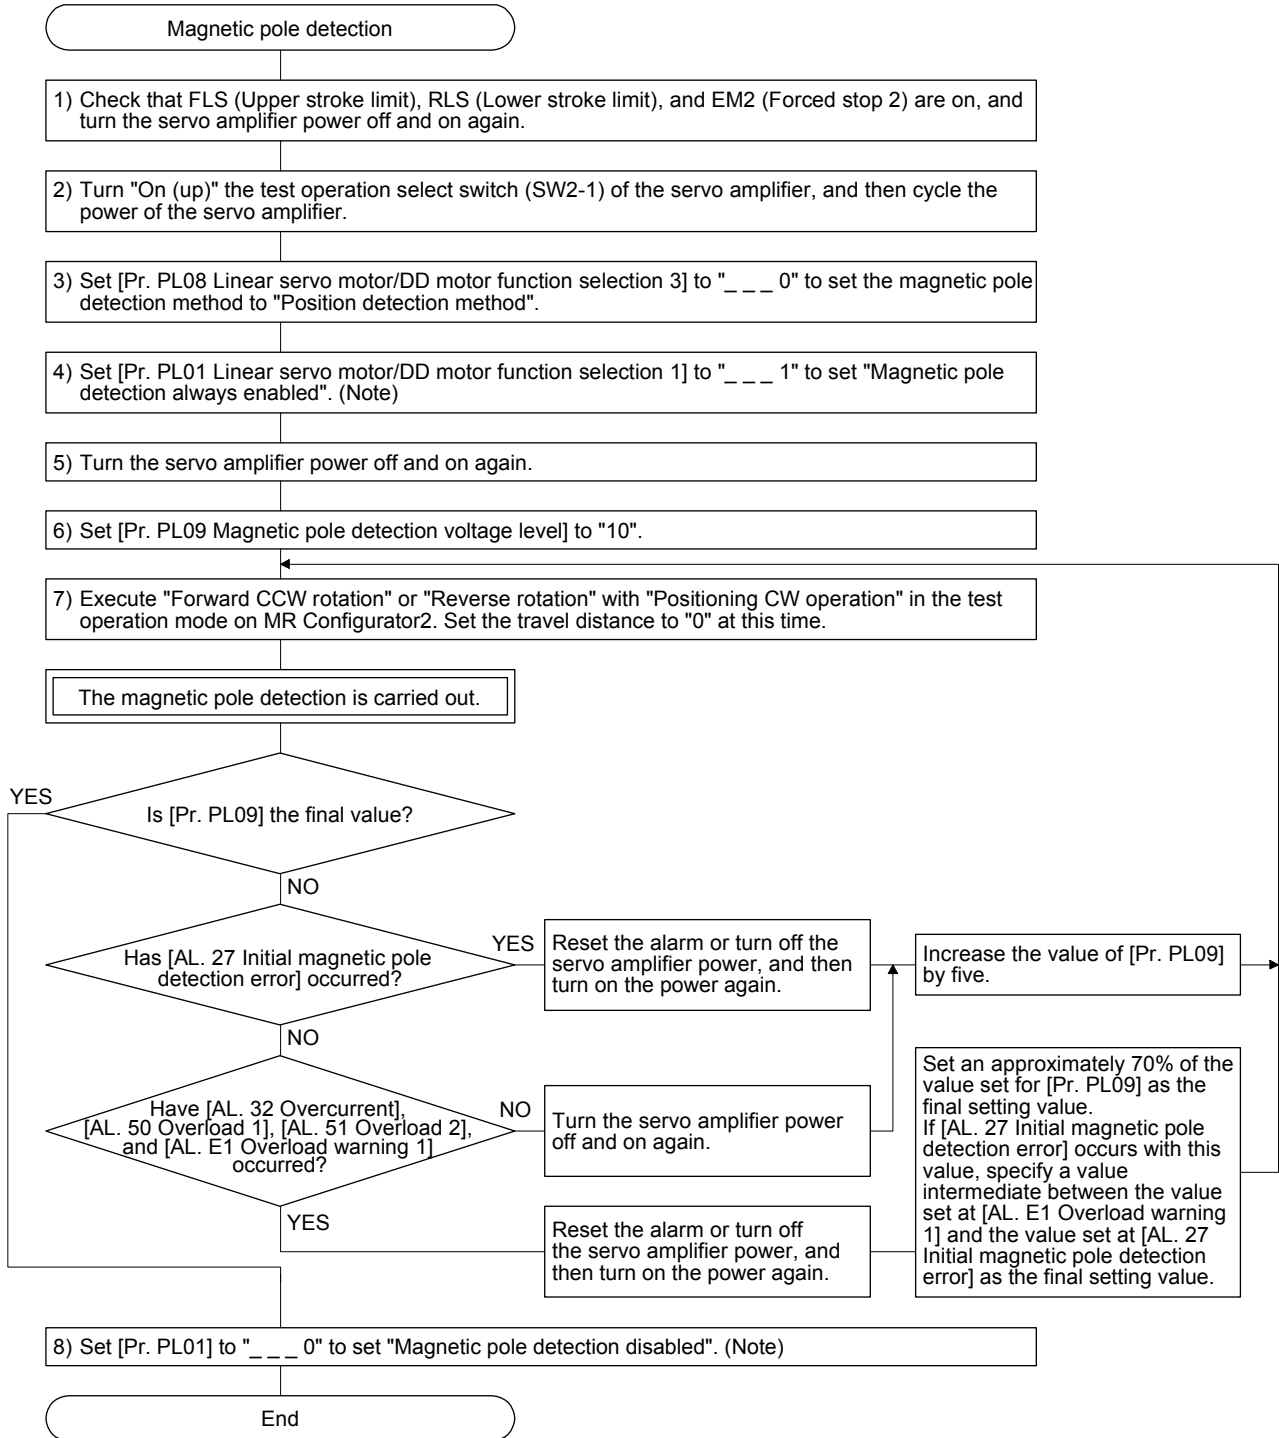 Magnetic pole detection
1) Check that FLS (Upper stroke limit), RLS (Lower stroke limit), and EM2 (Forced stop 2) are on, and
turn the servo amplifier power off and on again.
2) Turn "On (up)" the test operation select switch (SW2-1) of the servo amplifier, and then cycle the
power of the servo amplifier.
3) Set [Pr. PL08 Linear servo motor/DD motor function selection 3] to "_ _ _ 0" to set the magnetic pole
detection method to "Position detection method".
4) Set [Pr. PL01 Linear servo motor/DD motor function selection 1] to "_ _ _ 1" to set "Magnetic pole
detection always enabled". (Note)
5) Turn the servo amplifier power off and on again.
6) Set [Pr. PL09 Magnetic pole detection voltage level] to "10".
7) Execute "Forward CCW rotation" or "Reverse rotation" with "Positioning CW operation" in the test
operation mode on MR Configurator2. Set the travel distance to "0" at this time.
The magnetic pole detection is carried out.
YES
Is [Pr. PL09] the final value?
NO
Has [AL. 27 Initial magnetic pole
detection error] occurred?
YES
Reset the alarm or turn off the
servo amplifier power, and then
turn on the power again.
Increase the value of [Pr. PL09]
by five.
NO
Have [AL. 32 Overcurrent],
[AL. 50 Overload 1], [AL. 51 Overload 2],
and [AL. E1 Overload warning 1]
occurred?
NO
Turn the servo amplifier power
off and on again.
Set an approximately 70% of the
value set for [Pr. PL09] as the
final setting value.
If [AL. 27 Initial magnetic pole
detection error] occurs with this
value, specify a value
intermediate between the value
set at [AL. E1 Overload warning
1] and the value set at [AL. 27
Initial magnetic pole detection
error] as the final setting value.
YES
Reset the alarm or turn off
the servo amplifier power, and
then turn on the power again.
8) Set [Pr. PL01] to "_ _ _ 0" to set "Magnetic pole detection disabled". (Note)
End